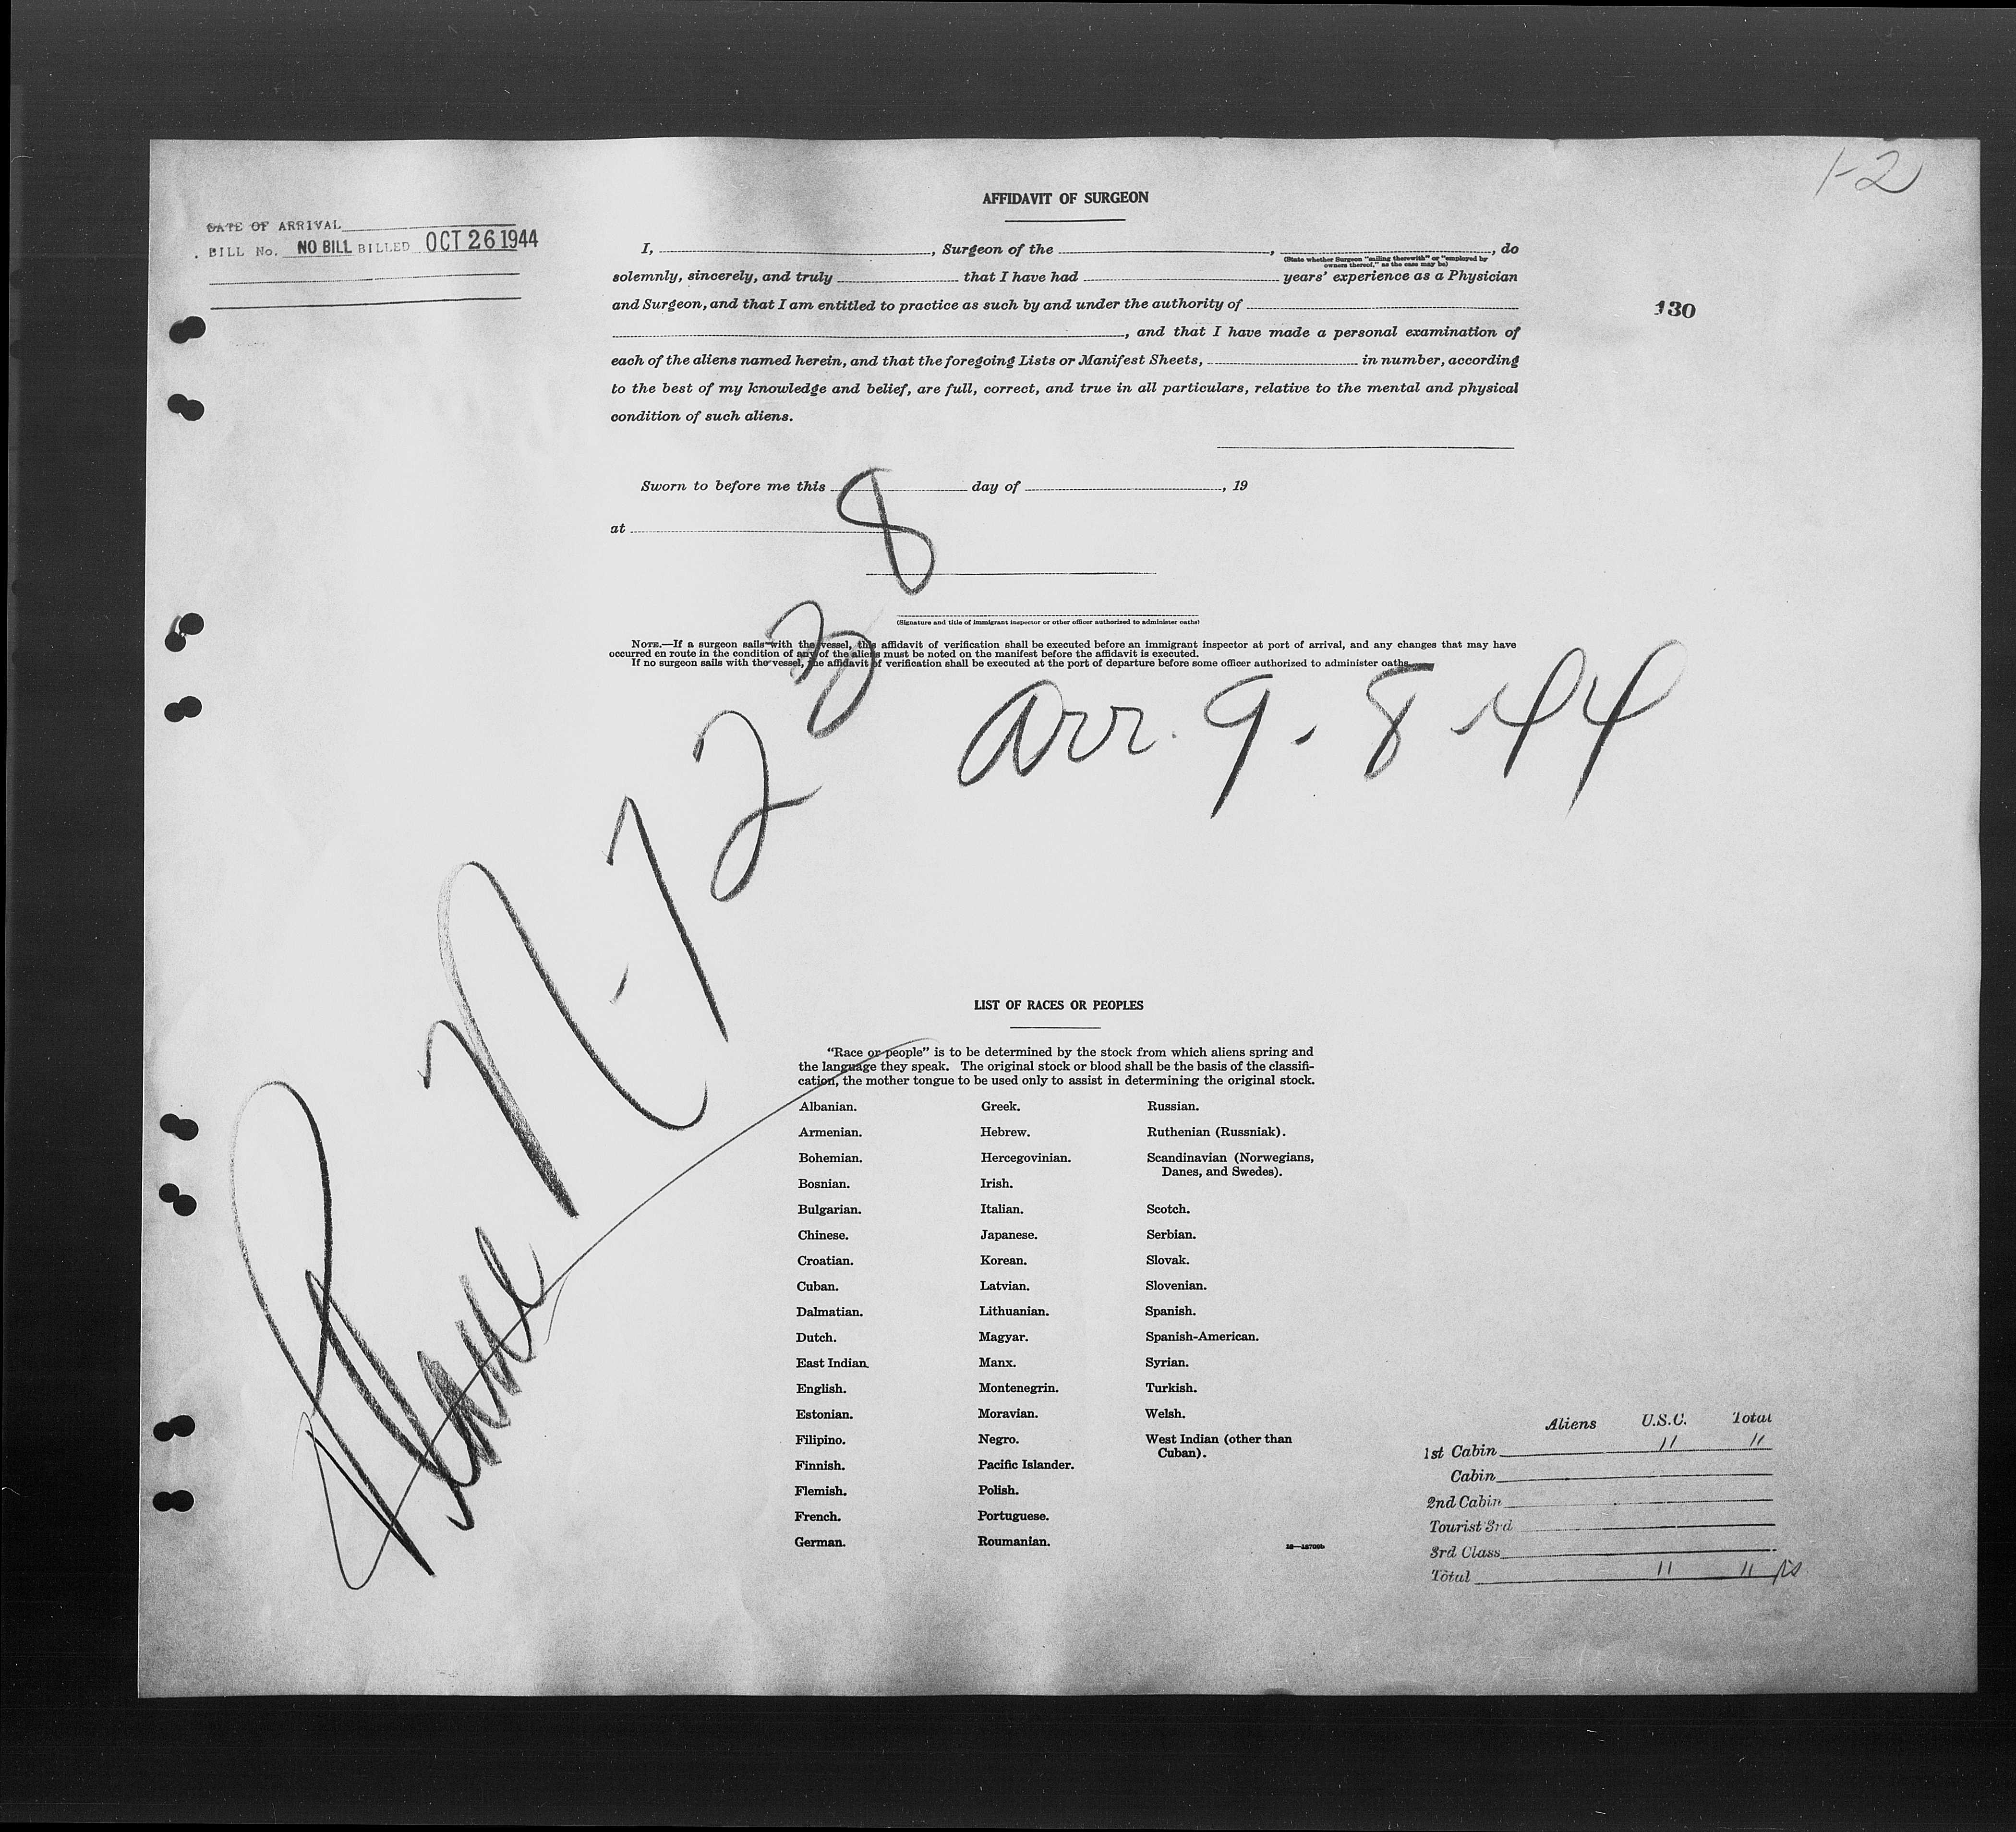 1-2
AFFIDAVIT OF SURGEON
DATE OF ARRIVAL
BILL No. NO BILL BILLED OCT 26 1944
130
I, , Surgeon of the , , do
(State whether Surgeon "sailing therewith" or "employed by
owners thereof," as the case may be)
solemnly, sincerely, and truly that I have had years' experience as a Physician
and Surgeon, and that I am entitled to practice as such by and under the authority of
, and that I have made a personal examination of
each of the aliens named herein, and that the foregoing Lists or Manifest Sheets, in number, according
to the best of my knowledge and belief, are full, correct, and true in all particulars, relative to the mental and physical
condition of such aliens.
Sworn to before me this day of , 19
at
(Signature and title of immigrant inspector or other officer authorized to administer oaths)
NOTE.—If a surgeon sails with the vessel, this affidavit of verification shall be executed before an immigrant inspector at port of arrival, and any changes that may have
occurred en route in the condition of any of the aliens must be noted on the manifest before the affidavit is executed.
If no surgeon sails with the vessel, the affidavit of verification shall be executed at the port of departure before some officer authorized to administer oaths.
Plane N-7238
Arr. 9-8-44
LIST OF RACES OR PEOPLES
"Race or people" is to be determined by the stock from which aliens spring and
the language they speak. The original stock or blood shall be the basis of the classifi-
cation, the mother tongue to be used only to assist in determining the original stock.
Albanian.
Armenian.
Bohemian.
Bosnian.
Bulgarian.
Chinese.
Croatian.
Cuban.
Dalmatian.
Dutch.
East Indian.
English.
Estonian.
Filipino.
Finnish.
Flemish.
French.
German.
Greek.
Hebrew.
Hercegovinian.
Irish.
Italian.
Japanese.
Korean.
Latvian.
Lithuanian.
Magyar.
Manx.
Montenegrin.
Moravian.
Negro.
Pacific Islander.
Polish.
Portuguese.
Roumanian.
Russian.
Ruthenian (Russniak).
Scandinavian (Norwegians,
Danes, and Swedes).
Scotch.
Serbian.
Slovak.
Slovenian.
Spanish.
Spanish-American.
Syrian.
Turkish.
Welsh.
West Indian (other than
Cuban).
Aliens U.S.C. Total
1st Cabin 11 11
Cabin
2nd Cabin
Tourist 3rd
3rd Class
Total 11 11